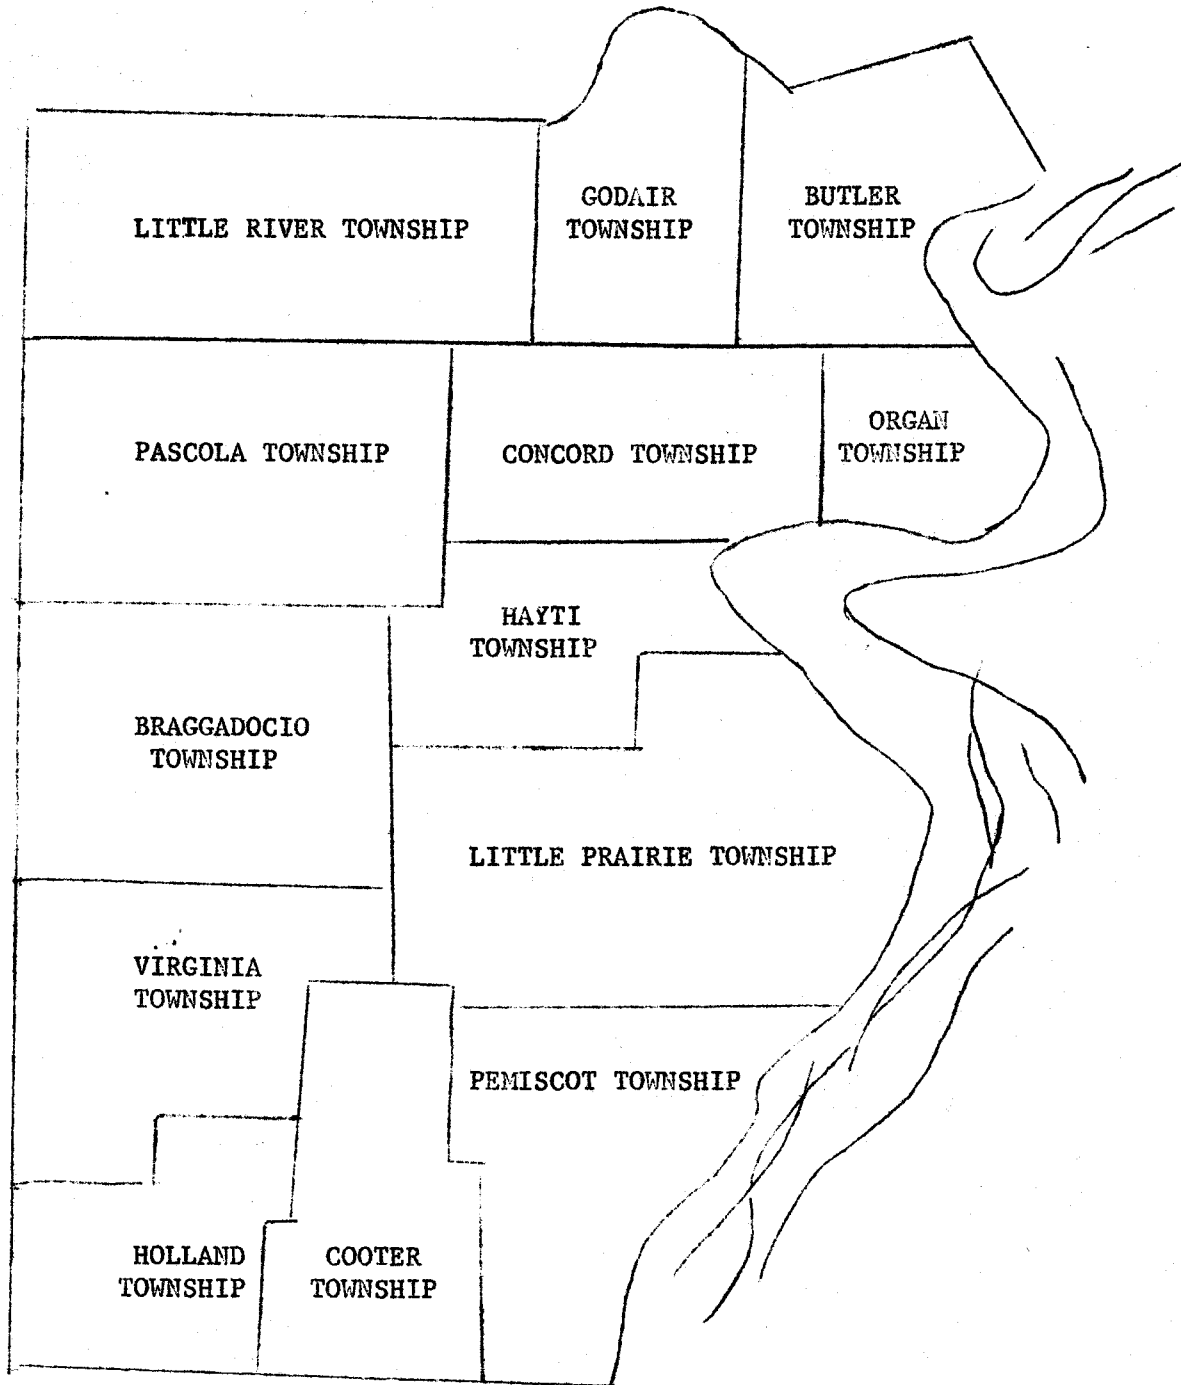 LITTLE RIVER TOWNSHIP
GODAIR
TOWNSHIP
BUTLER
TOWNSHIP
PASCOLA TOWNSHIP
CONCORD TOWNSHIP
ORGAN
TOWNSHIP
HAYTI
TOWNSHIP
BRAGGADOCIO
TOWNSHIP
LITTLE PRAIRIE TOWNSHIP
VIRGINIA
TOWNSHIP
PEMISCOT TOWNSHIP
HOLLAND
TOWNSHIP
COOTER
TOWNSHIP